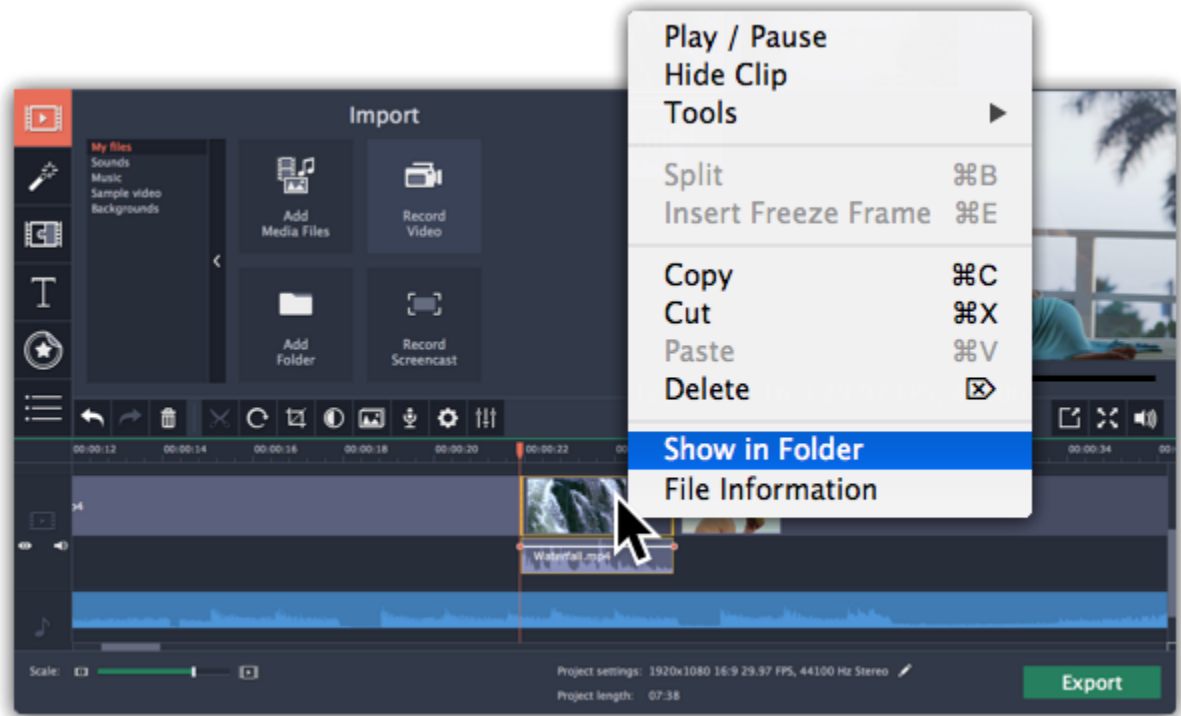 Play / Pause
Hide Clip
Tools
Split ⌘B
Insert Freeze Frame ⌘E
Copy ⌘C
Cut ⌘X
Paste ⌘V
Delete ⌦
Show in Folder
File Information
Import
My files
Sounds
Music
Sample video
Backgrounds
Add
Media Files
Record
Video
Add
Folder
Record
Screencast
00:00:12 00:00:14 00:00:16 00:00:18 00:00:20 00:00:22 00:00:34
p4
Waterfall.mp4
Scale:
Project settings: 1920x1080 16:9 29.97 FPS, 44100 Hz Stereo
Project length: 07:38
Export